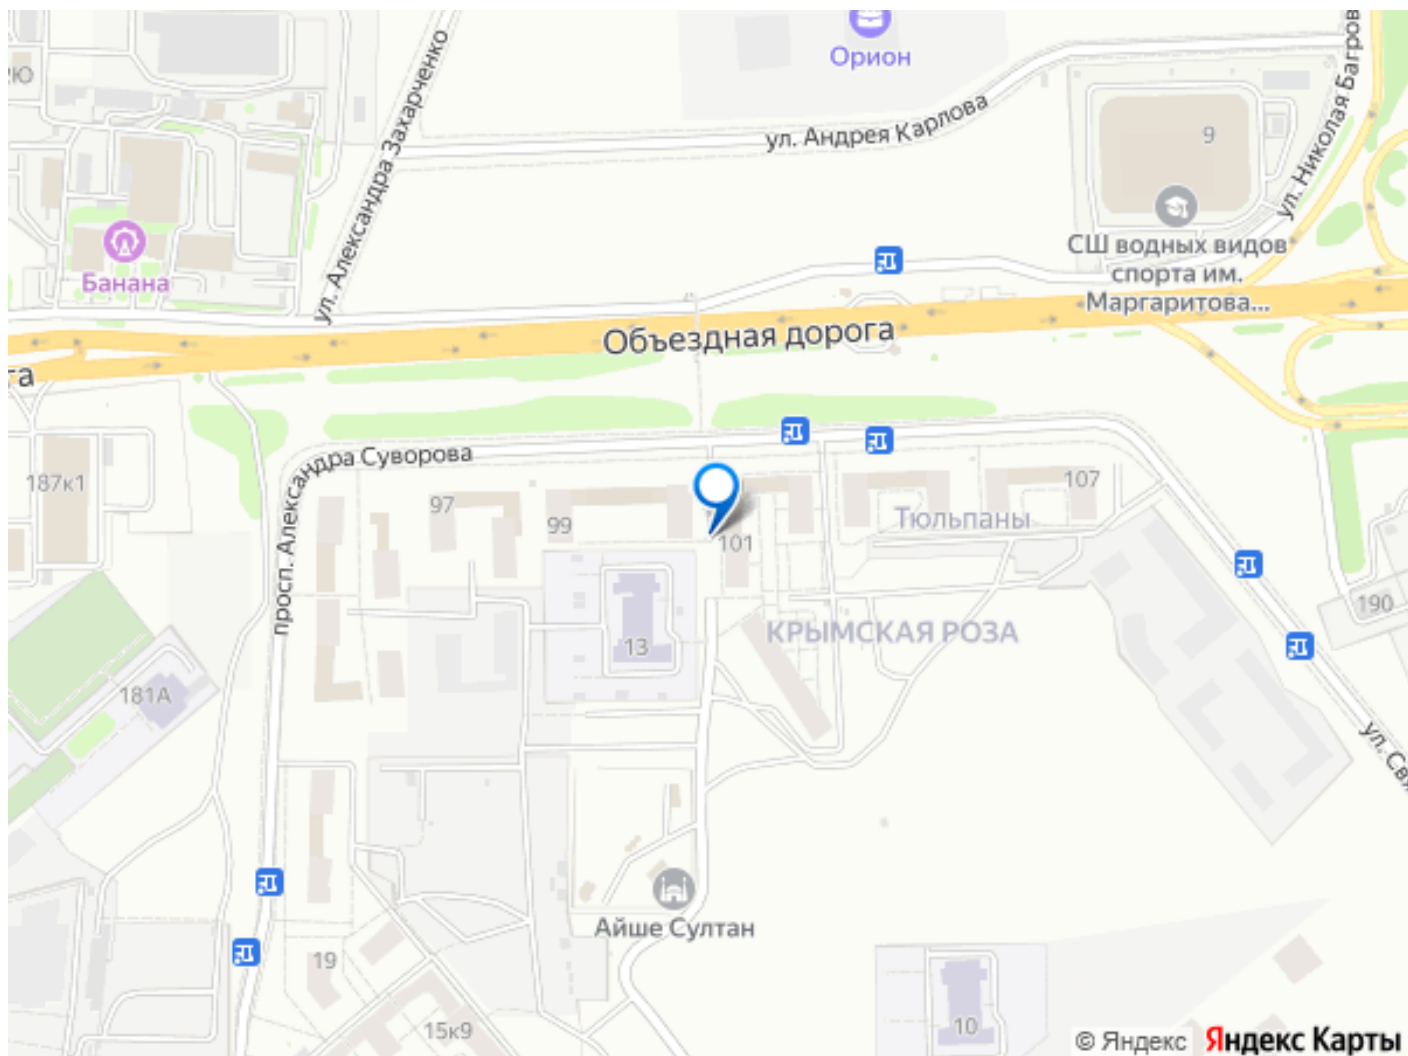 Орион
ул. Андрея Карлова
ул. Александра Захарченко
ул. Николая Багров
9
Банана
СШ водных видов
спорта им.
Маргаритова...
Объездная дорога
га
просп. Александра Суворова
187к1
97
99
101
107
Тюльпаны
13
КРЫМСКАЯ РОЗА
190
181А
ул. Свя
Айше Султан
19
15к9
10
© Яндекс Яндекс Карты